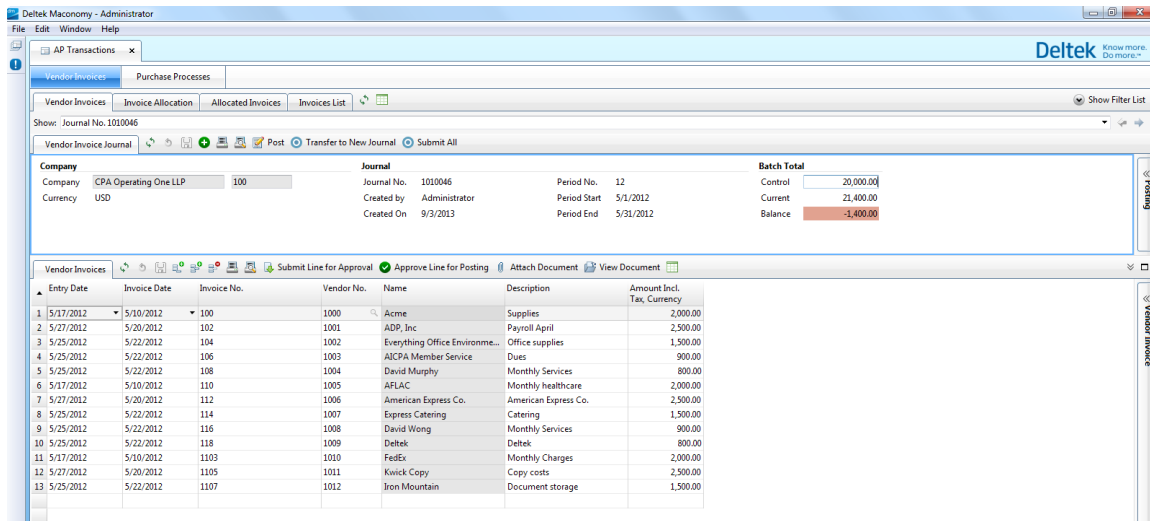 Deltek Maconomy - Administrator
File Edit Window Help
AP Transactions
Deltek Know more. Do more.™
Vendor Invoices Purchase Processes
Vendor Invoices Invoice Allocation Allocated Invoices Invoices List Show Filter List
Show: Journal No. 1010046
Vendor Invoice Journal Post Transfer to New Journal Submit All
Company Journal Batch Total
Company CPA Operating One LLP 100 Journal No. 1010046 Period No. 12 Control 20,000.00
Currency USD Created by Administrator Period Start 5/1/2012 Current 21,400.00
Created On 9/3/2013 Period End 5/31/2012 Balance -1,400.00
Posting
Vendor Invoices Submit Line for Approval Approve Line for Posting Attach Document View Document
Entry Date Invoice Date Invoice No. Vendor No. Name Description Amount Incl. Tax, Currency
1 5/17/2012 5/10/2012 100 1000 Acme Supplies 2,000.00
2 5/27/2012 5/20/2012 102 1001 ADP, Inc Payroll April 2,500.00
3 5/25/2012 5/22/2012 104 1002 Everything Office Environme... Office supplies 1,500.00
4 5/25/2012 5/22/2012 106 1003 AICPA Member Service Dues 900.00
5 5/25/2012 5/22/2012 108 1004 David Murphy Monthly Services 800.00
6 5/17/2012 5/10/2012 110 1005 AFLAC Monthly healthcare 2,000.00
7 5/27/2012 5/20/2012 112 1006 American Express Co. American Express Co. 2,500.00
8 5/25/2012 5/22/2012 114 1007 Express Catering Catering 1,500.00
9 5/25/2012 5/22/2012 116 1008 David Wong Monthly Services 900.00
10 5/25/2012 5/22/2012 118 1009 Deltek Deltek 800.00
11 5/17/2012 5/10/2012 1103 1010 FedEx Monthly Charges 2,000.00
12 5/27/2012 5/20/2012 1105 1011 Kwick Copy Copy costs 2,500.00
13 5/25/2012 5/22/2012 1107 1012 Iron Mountain Document storage 1,500.00
Vendor Invoice